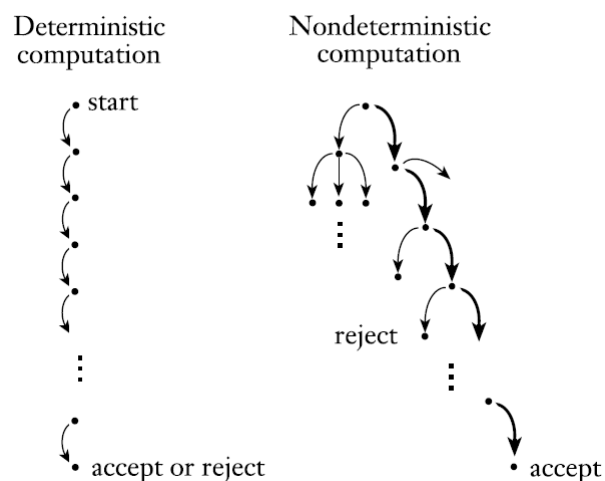 Deterministic
computation
Nondeterministic
computation
start
reject
accept or reject
accept